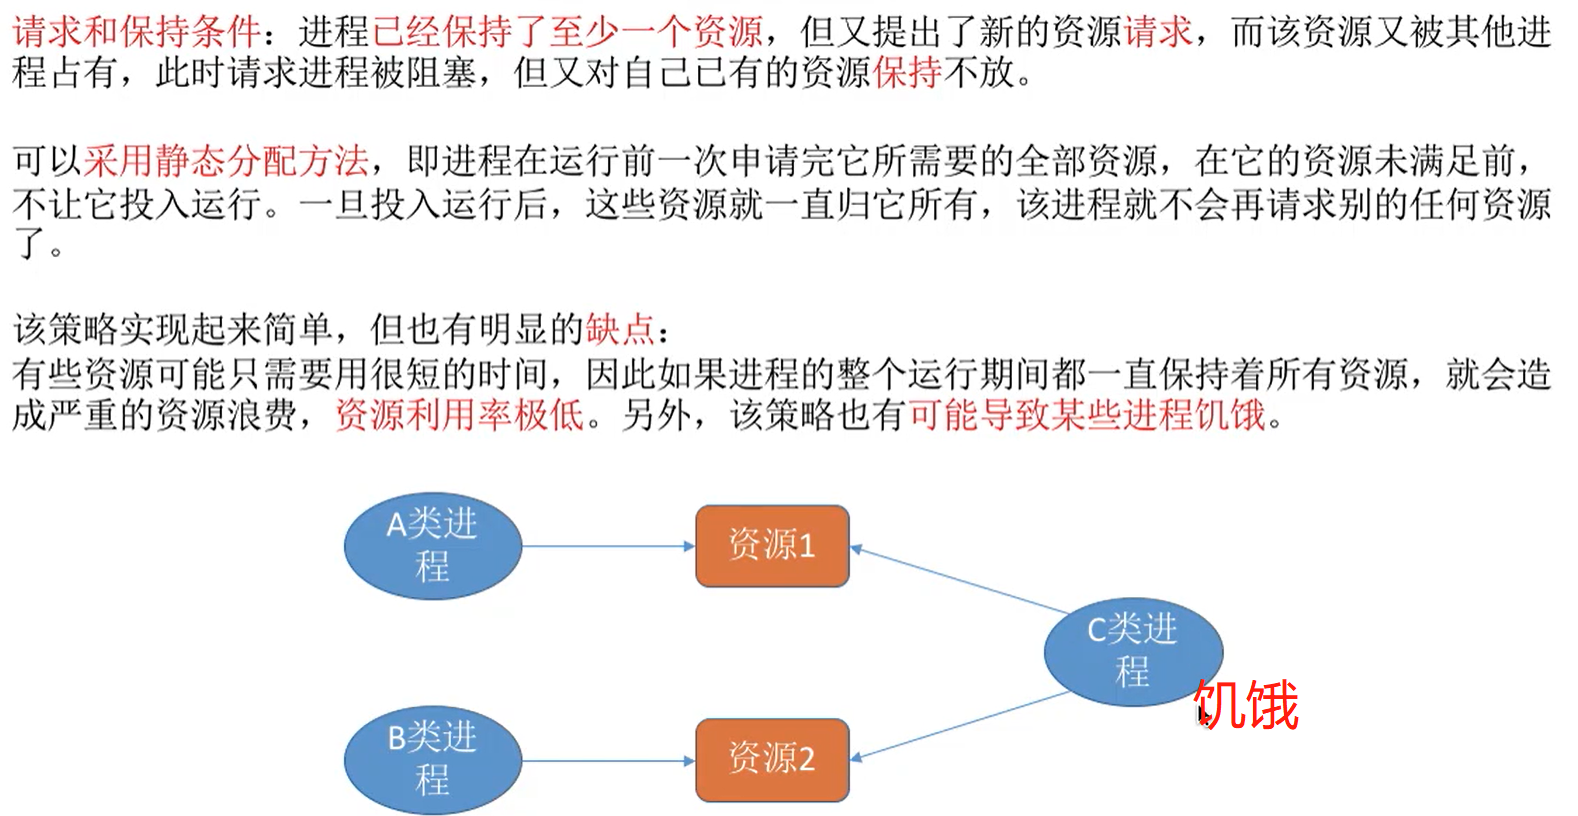 请求和保持条件：进程已经保持了至少一个资源，但又提出了新的资源请求，而该资源又被其他进
程占有，此时请求进程被阻塞，但又对自己已有的资源保持不放。
可以采用静态分配方法，即进程在运行前一次申请完它所需要的全部资源，在它的资源未满足前，
不让它投入运行。一旦投入运行后，这些资源就一直归它所有，该进程就不会再请求别的任何资源
了。
该策略实现起来简单，但也有明显的缺点：
有些资源可能只需要用很短的时间，因此如果进程的整个运行期间都一直保持着所有资源，就会造
成严重的资源浪费，资源利用率极低。另外，该策略也有可能导致某些进程饥饿。
A类进
程
资源1
C类进
程
饥饿
B类进
程
资源2